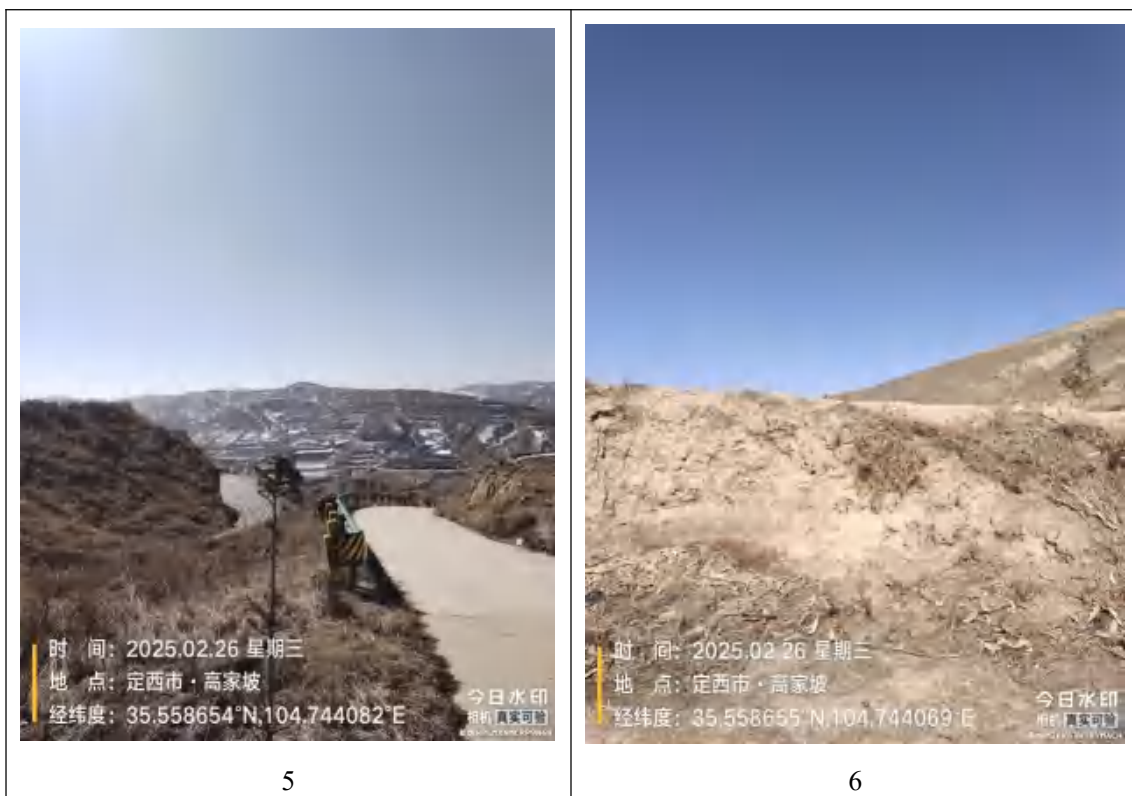 时 间：2025.02.26 星期三
地 点：定西市·高家坡
经纬度：35.558654°N,104.744082°E
今日水印
相机 真实可验
5
时 间：2025.02.26 星期三
地 点：定西市·高家坡
经纬度：35.558655°N,104.744069°E
今日水印
相机 真实可验
6